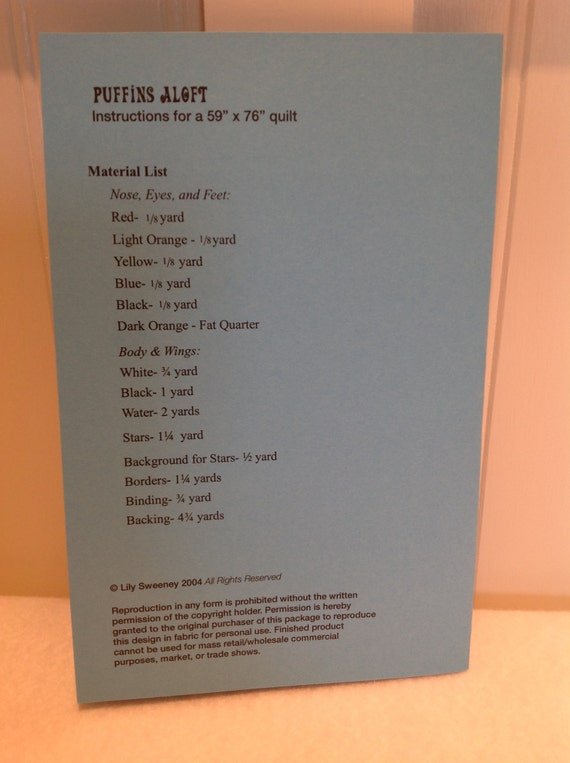 PUFFINS ALOFT
Instructions for a 59” x 76” quilt
Material List
Nose, Eyes, and Feet:
Red- 1/8 yard
Light Orange - 1/8 yard
Yellow- 1/8 yard
Blue- 1/8 yard
Black- 1/8 yard
Dark Orange - Fat Quarter
Body & Wings:
White- ¾ yard
Black- 1 yard
Water- 2 yards
Stars- 1¼ yard
Background for Stars- ½ yard
Borders- 1¼ yards
Binding- ¾ yard
Backing- 4¾ yards
© Lily Sweeney 2004 All Rights Reserved
Reproduction in any form is prohibited without the written
permission of the copyright holder. Permission is hereby
granted to the original purchaser of this package to reproduce
this design in fabric for personal use. Finished product
cannot be used for mass retail/wholesale commercial
purposes, market, or trade shows.